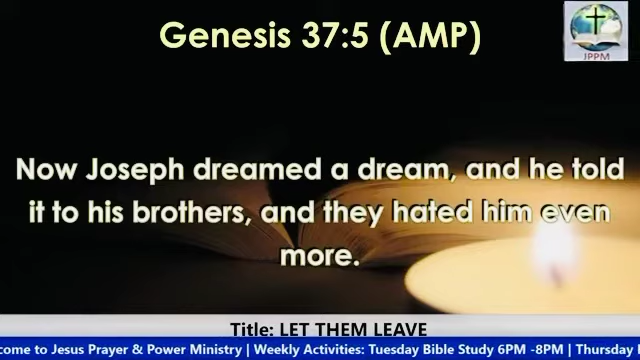 Genesis 37:5 (AMP)
JPPM
Now Joseph dreamed a dream, and he told
it to his brothers, and they hated him even
more.
Title: LET THEM LEAVE
come to Jesus Prayer & Power Ministry | Weekly Activities: Tuesday Bible Study 6PM -8PM | Thursday